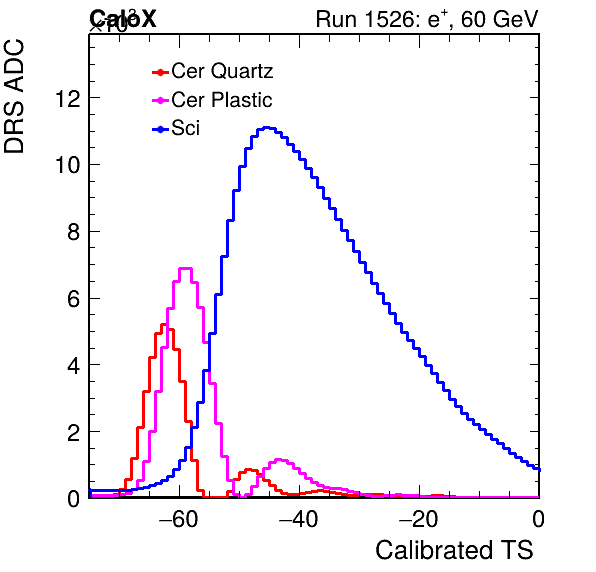 CaloX
×10³
Run 1526: e⁺, 60 GeV
DRS ADC
Cer Quartz
Cer Plastic
Sci
12
10
8
6
4
2
0
−60 −40 −20 0
Calibrated TS